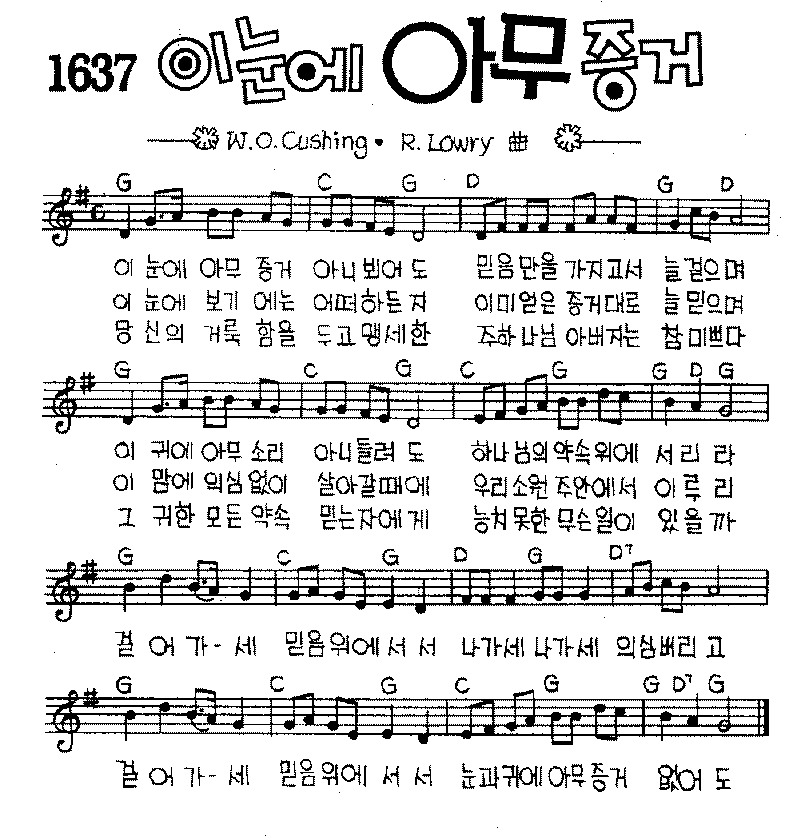 1637 이 눈에 아무 증거
W.O.Cushing • R.Lowry 曲
G C G D G D
이 눈에 아무 증거 아니 뵈어도 믿음만을 가지고서 늘걸으며
이 눈에 보기 에는 어떠하든지 이미얻은 증거대로 늘믿으며
당신의 거룩함을 두고 맹세한 주하나님 아버지는 참미쁘다
G C G C G G D G
이 귀에 아무 소리 아니들려도 하나님의 약속위에 서리라
이 맘에 의심없이 살아갈때에 우리소원 주안에서 이루리
그 귀한 모든 약속 믿는자에게 능치못한 무슨일이 있을까
G C G D G D7
걸어가-세 믿음위에서서 나가세나가세 의심버리고
G C G C G G D7 G
걸어가-세 믿음위에 서서 눈과귀에아무증거 없어도